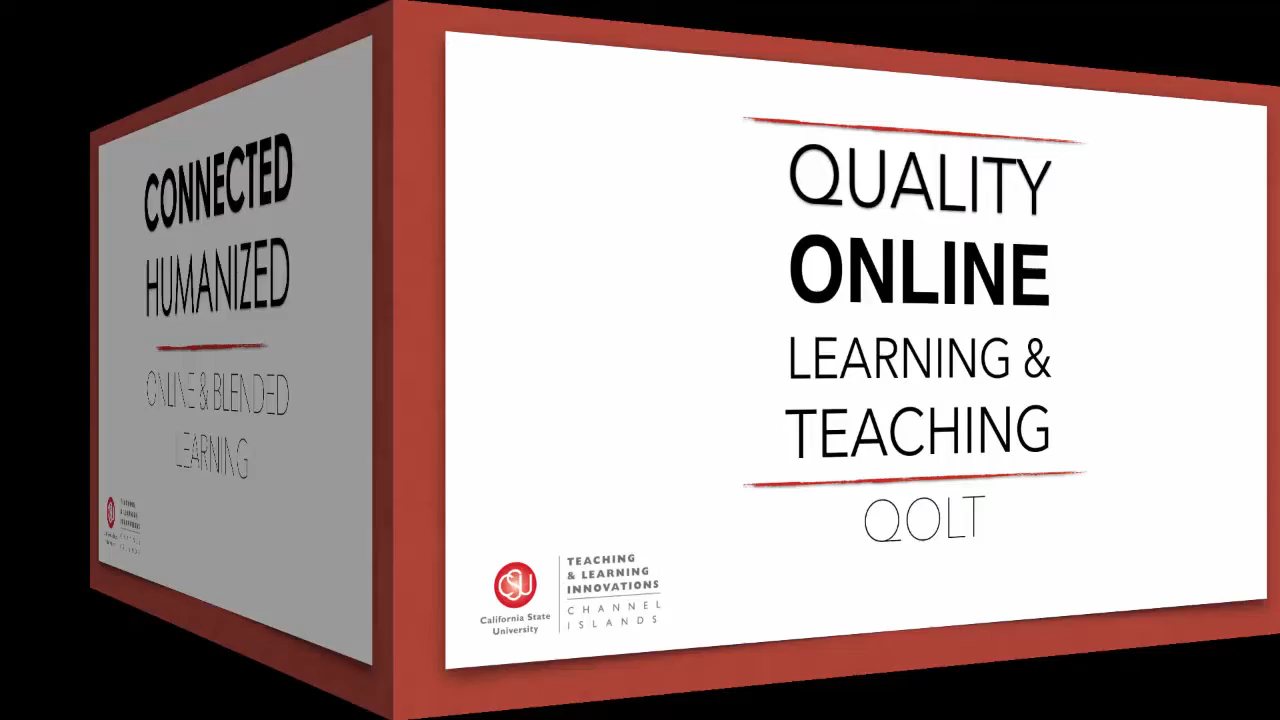 CONNECTED
HUMANIZED
ONLINE & BLENDED
LEARNING
QUALITY
ONLINE
LEARNING &
TEACHING
QOLT
CSU
California State
University
TEACHING
& LEARNING
INNOVATIONS
CHANNEL
ISLANDS